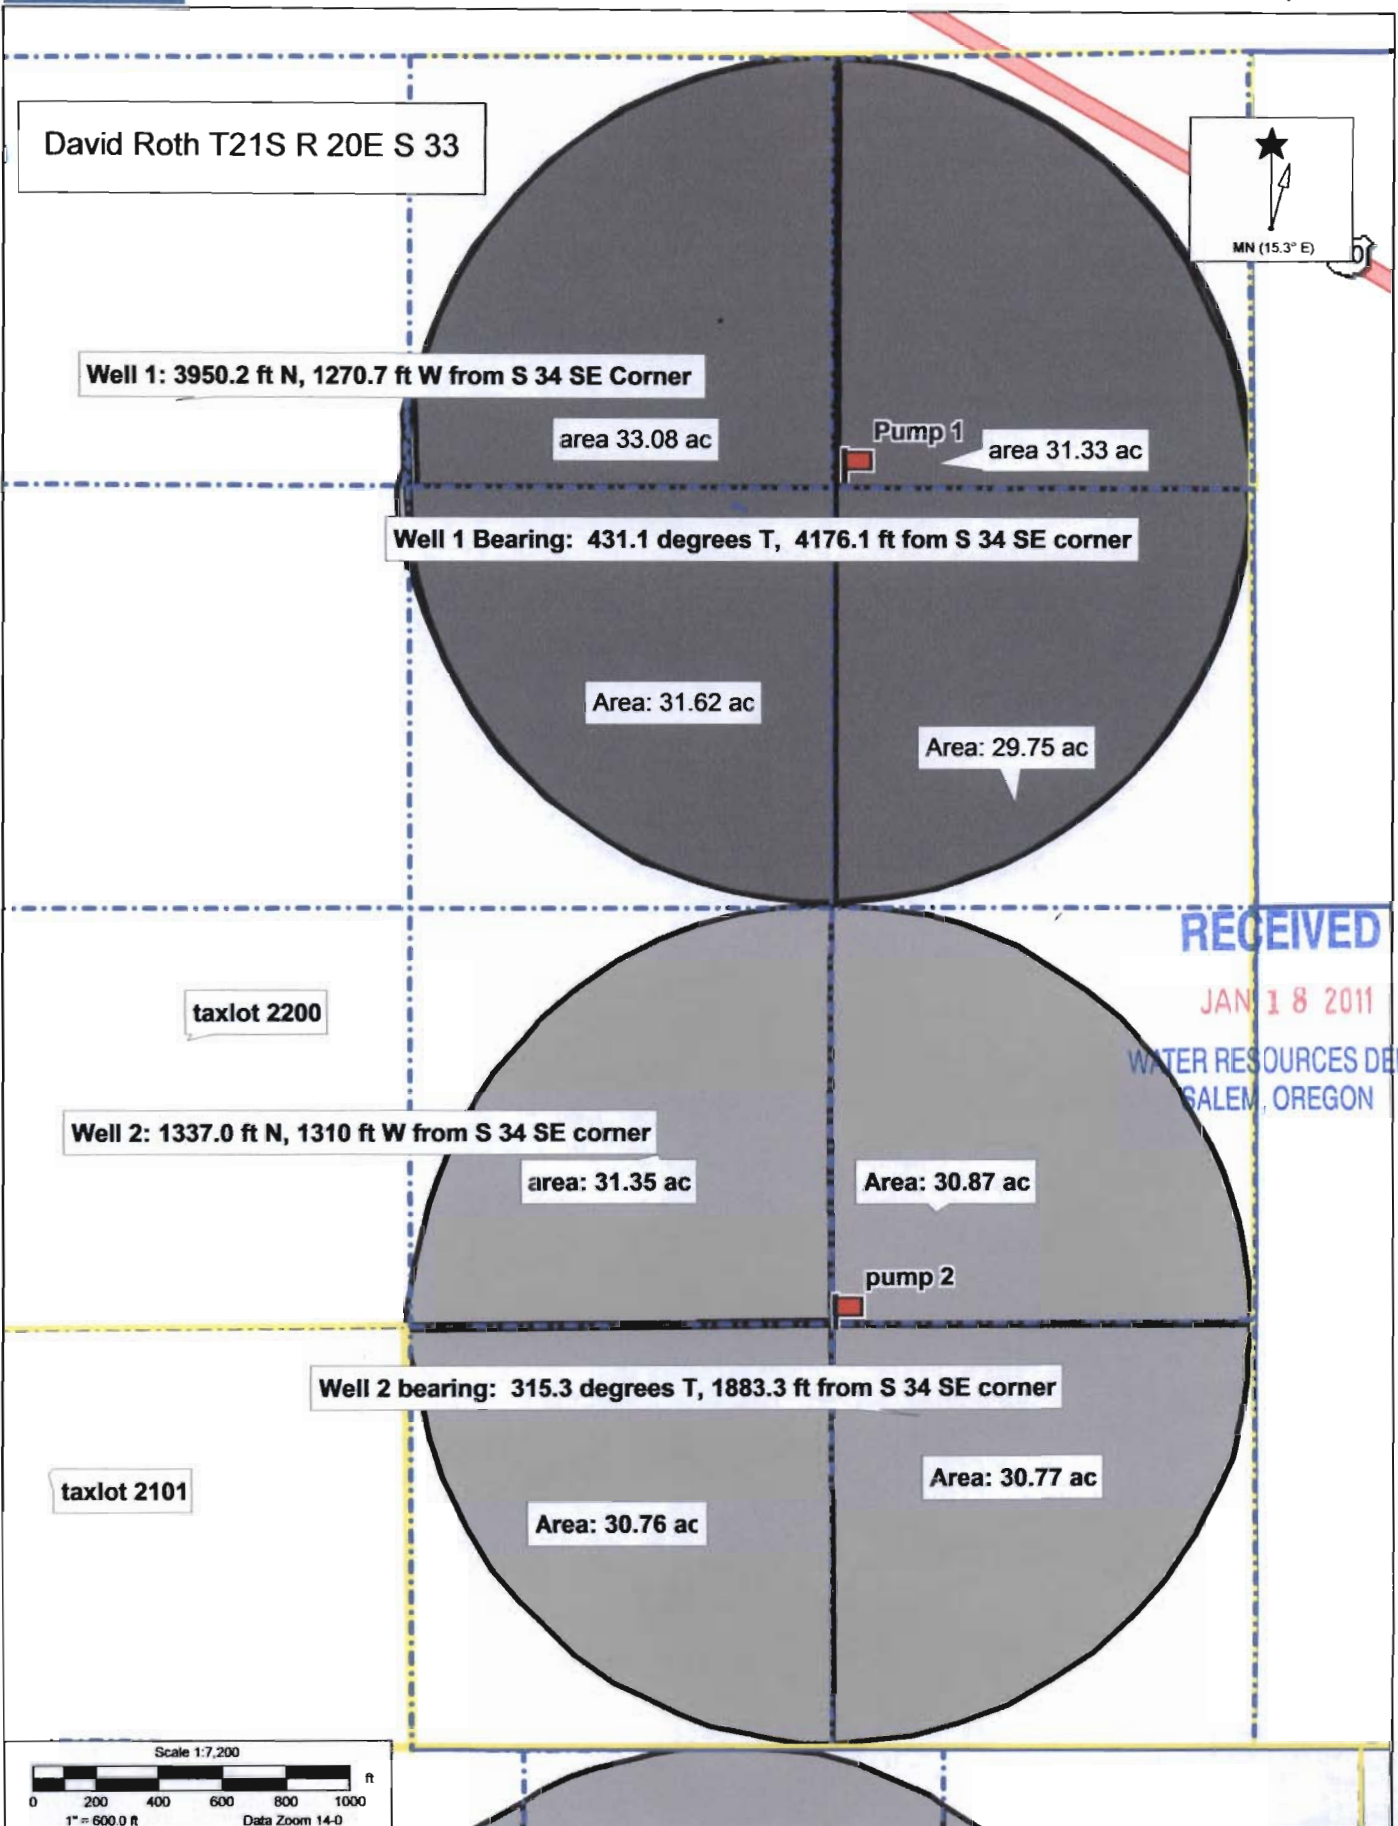 David Roth T21S R 20E S 33
MN (15.3° E)
Well 1: 3950.2 ft N, 1270.7 ft W from S 34 SE Corner
area 33.08 ac
Pump 1
area 31.33 ac
Well 1 Bearing: 431.1 degrees T, 4176.1 ft fom S 34 SE corner
Area: 31.62 ac
Area: 29.75 ac
RECEIVED
JAN 18 2011
WATER RESOURCES DE
SALEM, OREGON
taxlot 2200
Well 2: 1337.0 ft N, 1310 ft W from S 34 SE corner
area: 31.35 ac
Area: 30.87 ac
pump 2
Well 2 bearing: 315.3 degrees T, 1883.3 ft from S 34 SE corner
Area: 30.77 ac
taxlot 2101
Area: 30.76 ac
Scale 1:7,200
ft
0 200 400 600 800 1000
1" = 600.0 ft Data Zoom 14-0